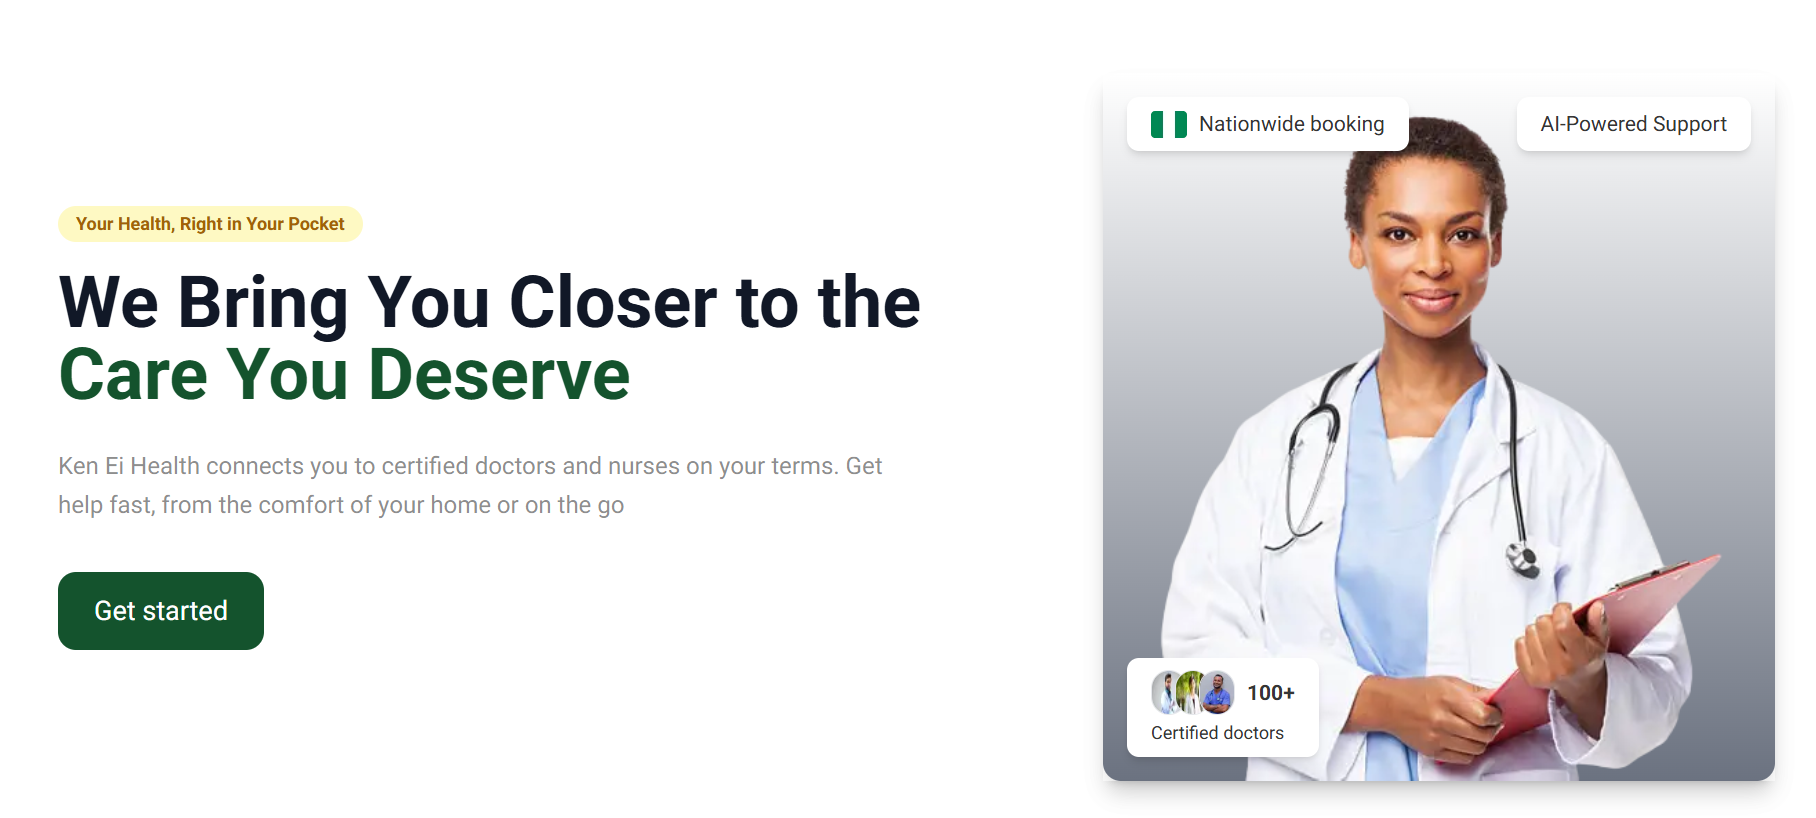 Your Health, Right in Your Pocket
We Bring You Closer to the
Care You Deserve
Ken Ei Health connects you to certified doctors and nurses on your terms. Get
help fast, from the comfort of your home or on the go
Get started
Nationwide booking
AI-Powered Support
100+
Certified doctors